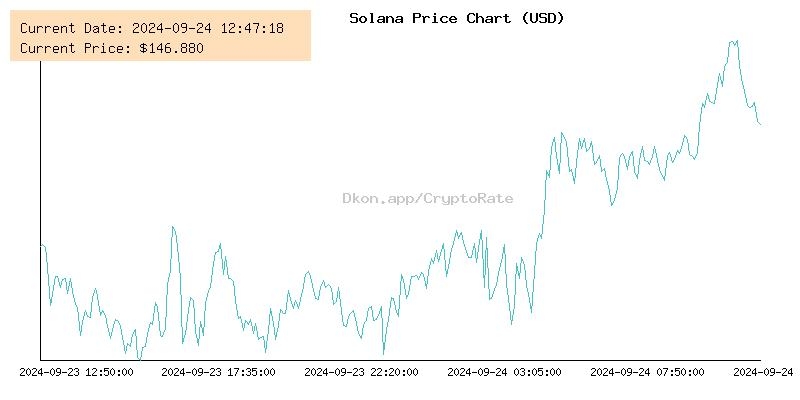 Solana Price Chart (USD)
Current Date: 2024-09-24 12:47:18
Current Price: $146.880
Dkon.app/CryptoRate
2024-09-23 12:50:00
2024-09-23 17:35:00
2024-09-23 22:20:00
2024-09-24 03:05:00
2024-09-24 07:50:00
2024-09-24